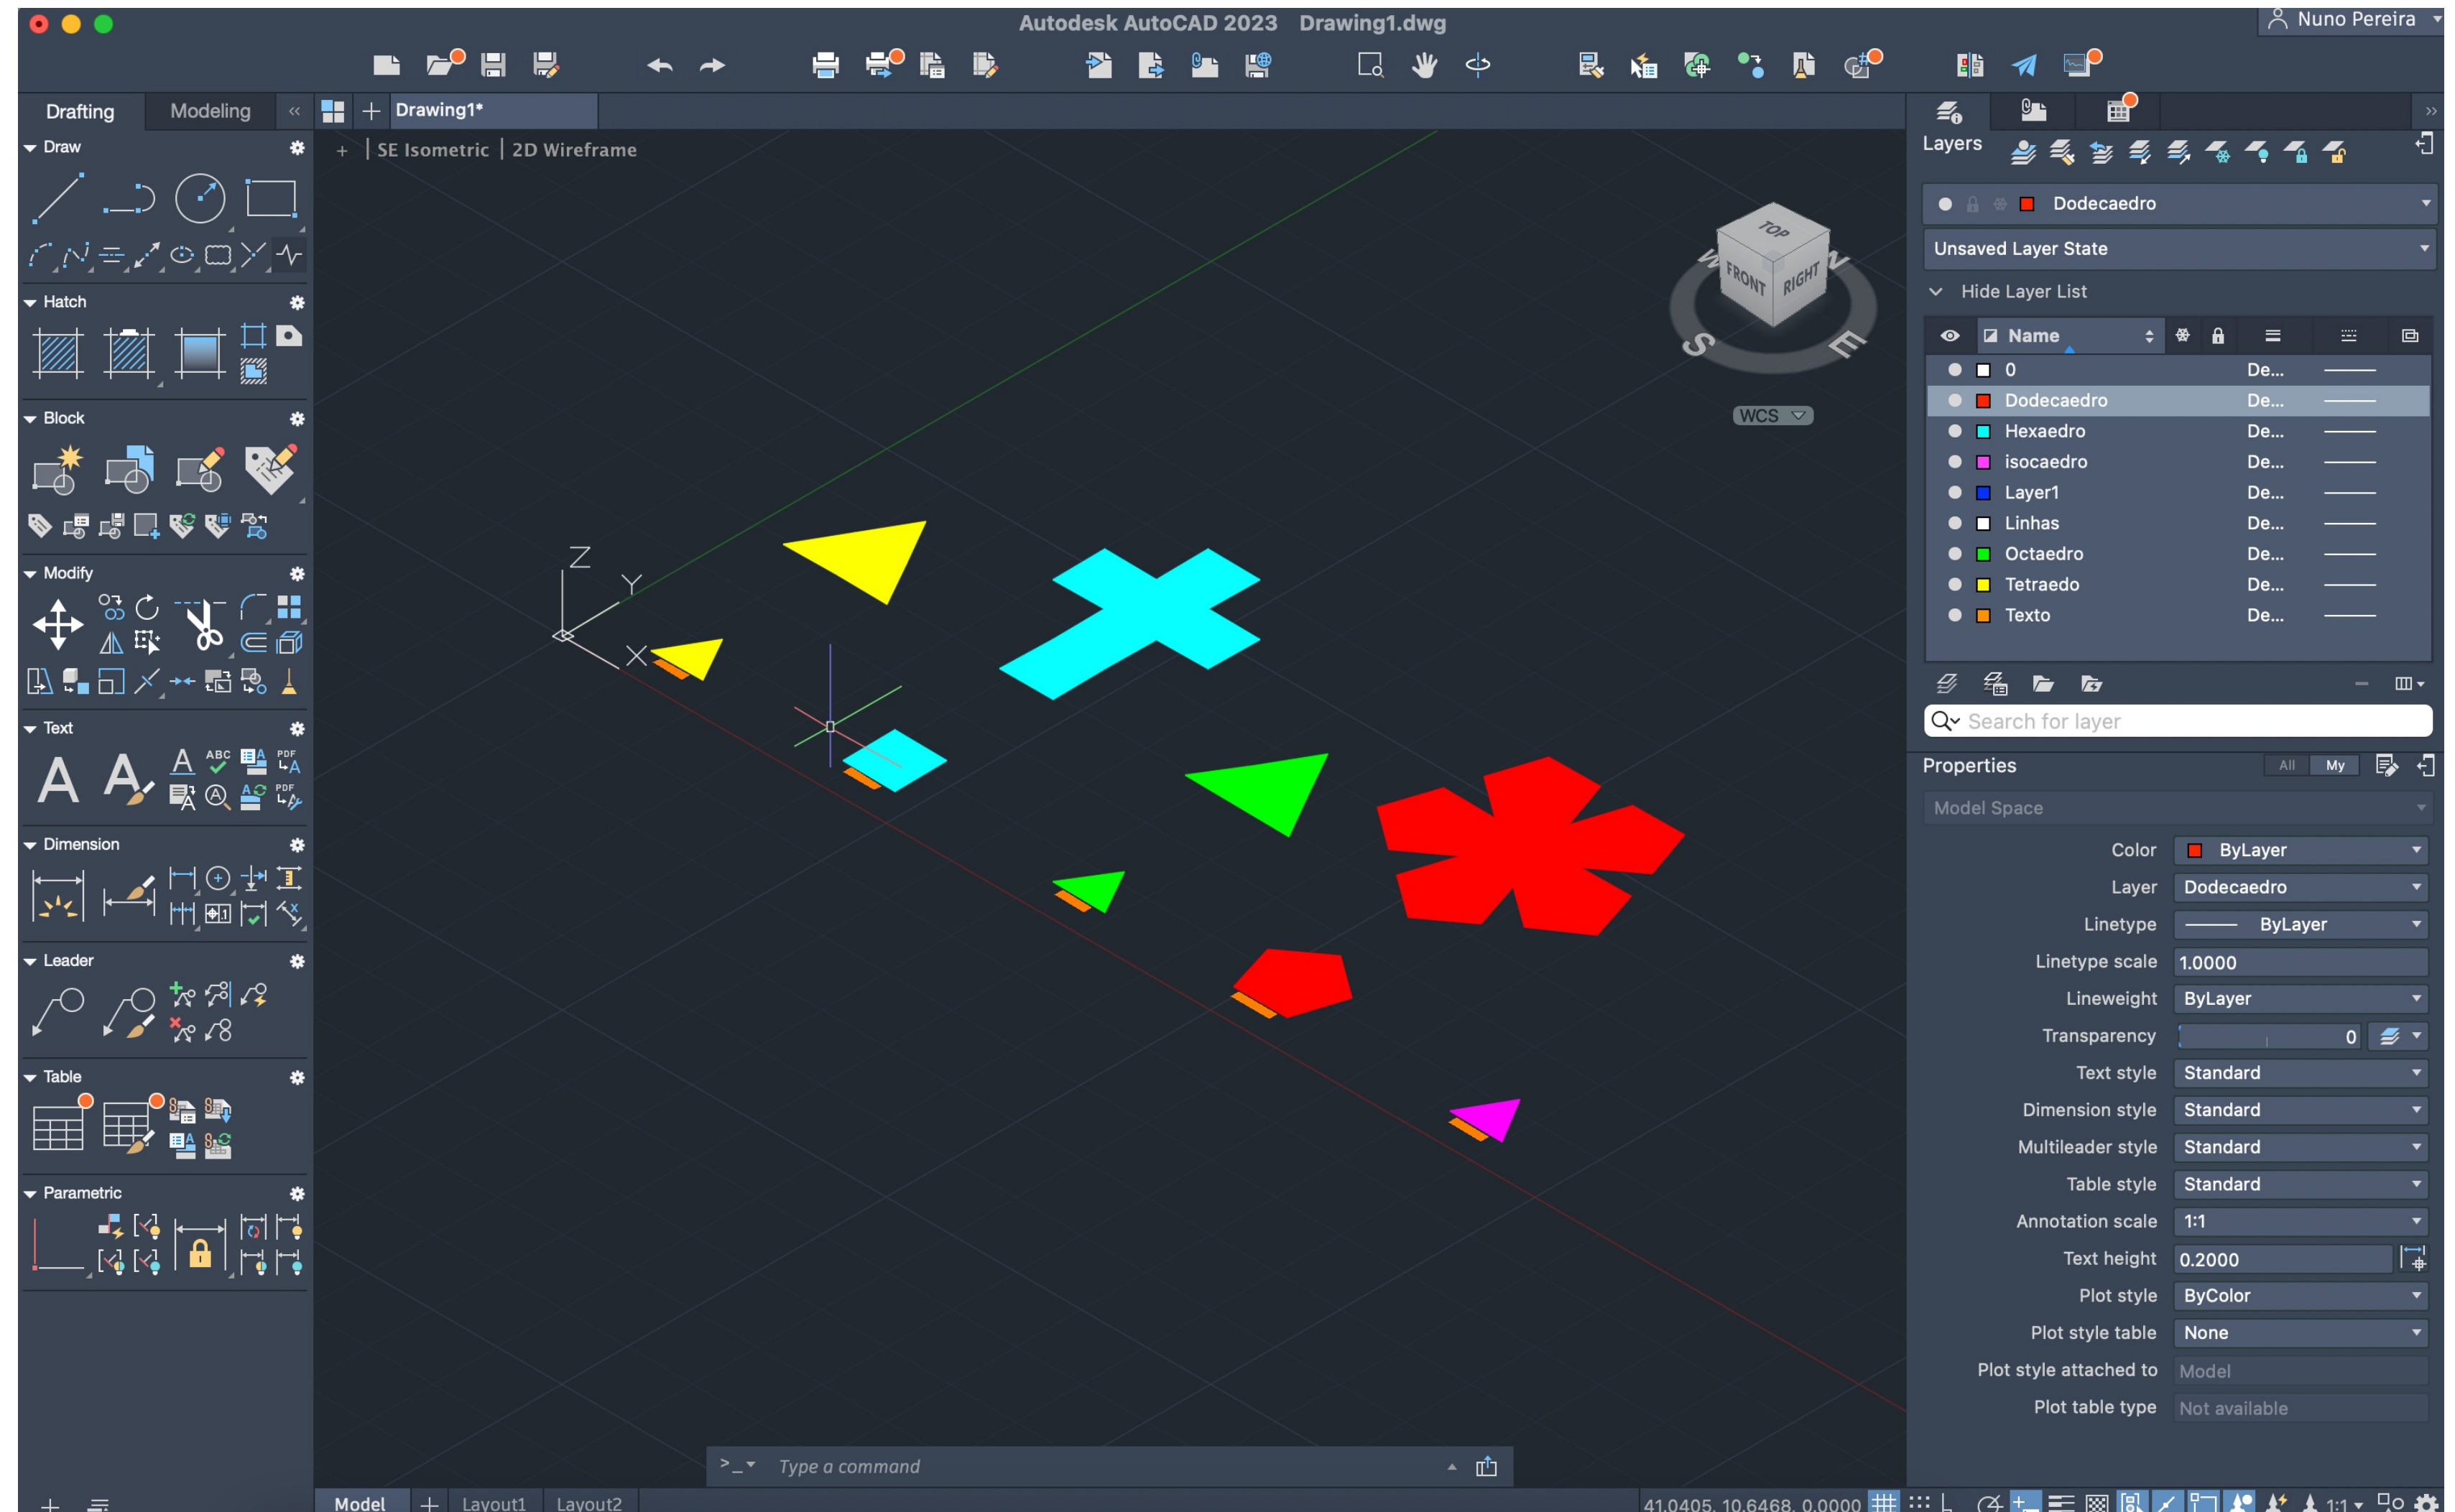 Autodesk AutoCAD 2023 Drawing1.dwg
Nuno Pereira
Drafting Modeling
Drawing1*
Draw
+ SE Isometric 2D Wireframe
Hatch
Block
Modify
Text
ABC
A
PDF
A
A A
A
A
A
PDF
Dimension
1
Leader
Table
A
Parametric
Z
Y
X
TOP
FRONT RIGHT
W N
S E
WCS
>_ Type a command
Model + Layout1 Layout2
41.0405, 10.6468, 0.0000
1:1
Layers
Dodecaedro
Unsaved Layer State
Hide Layer List
Name
0 De...
Dodecaedro De...
Hexaedro De...
isocaedro De...
Layer1 De...
Linhas De...
Octaedro De...
Tetraedo De...
Texto De...
Search for layer
Properties All My
Model Space
Color ByLayer
Layer Dodecaedro
Linetype ByLayer
Linetype scale 1.0000
Lineweight ByLayer
Transparency 0
Text style Standard
Dimension style Standard
Multileader style Standard
Table style Standard
Annotation scale 1:1
Text height 0.2000
Plot style ByColor
Plot style table None
Plot style attached to Model
Plot table type Not available